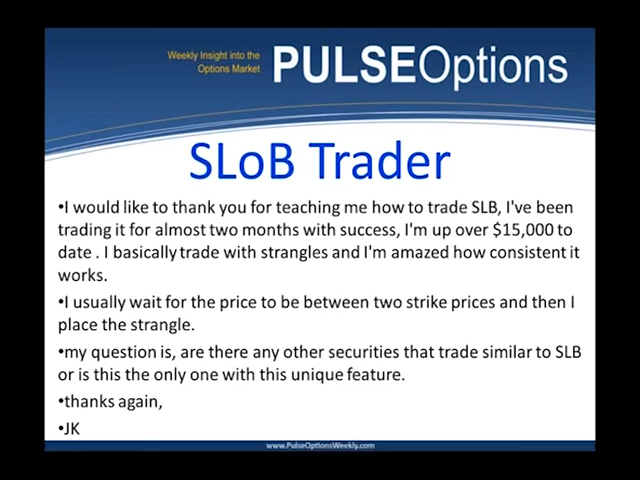 Weekly Insight into the
Options Market
PULSEOptions
SLoB Trader
•I would like to thank you for teaching me how to trade SLB, I've been
trading it for almost two months with success, I'm up over $15,000 to
date . I basically trade with strangles and I'm amazed how consistent it
works.
•I usually wait for the price to be between two strike prices and then I
place the strangle.
•my question is, are there any other securities that trade similar to SLB
or is this the only one with this unique feature.
•thanks again,
•JK
www.PulseOptionsWeekly.com